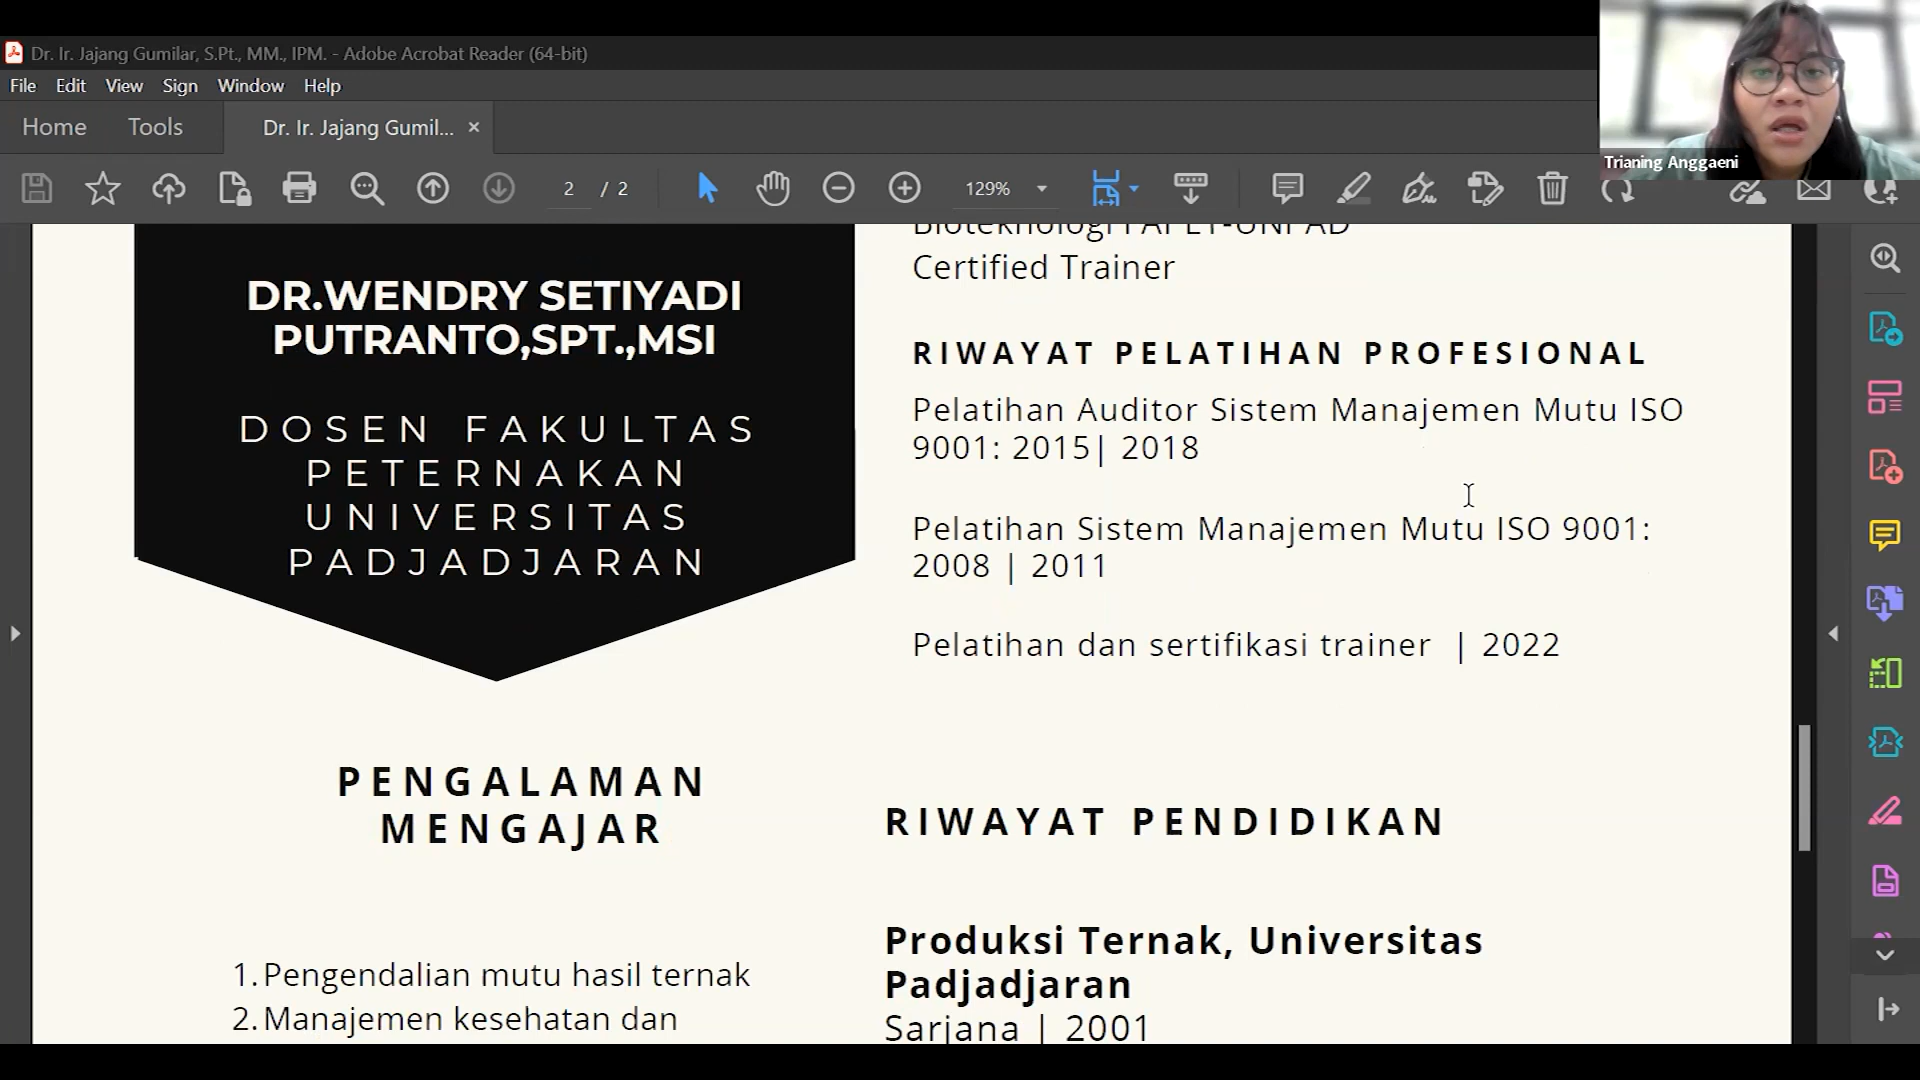 Dr. Ir. Jajang Gumilar, S.Pt., MM., IPM. - Adobe Acrobat Reader (64-bit)
File Edit View Sign Window Help
Home Tools Dr. Ir. Jajang Gumil... ×
2 / 2 129%
Trianing Anggaeni
DR.WENDRY SETIYADI
PUTRANTO,SPT.,MSI
DOSEN FAKULTAS
PETERNAKAN
UNIVERSITAS
PADJADJARAN
PENGALAMAN
MENGAJAR
1. Pengendalian mutu hasil ternak
2. Manajemen kesehatan dan
Bioteknologi FAPET-UNPAD
Certified Trainer
RIWAYAT PELATIHAN PROFESIONAL
Pelatihan Auditor Sistem Manajemen Mutu ISO
9001: 2015| 2018
Pelatihan Sistem Manajemen Mutu ISO 9001:
2008 | 2011
Pelatihan dan sertifikasi trainer | 2022
RIWAYAT PENDIDIKAN
Produksi Ternak, Universitas
Padjadjaran
Sarjana | 2001